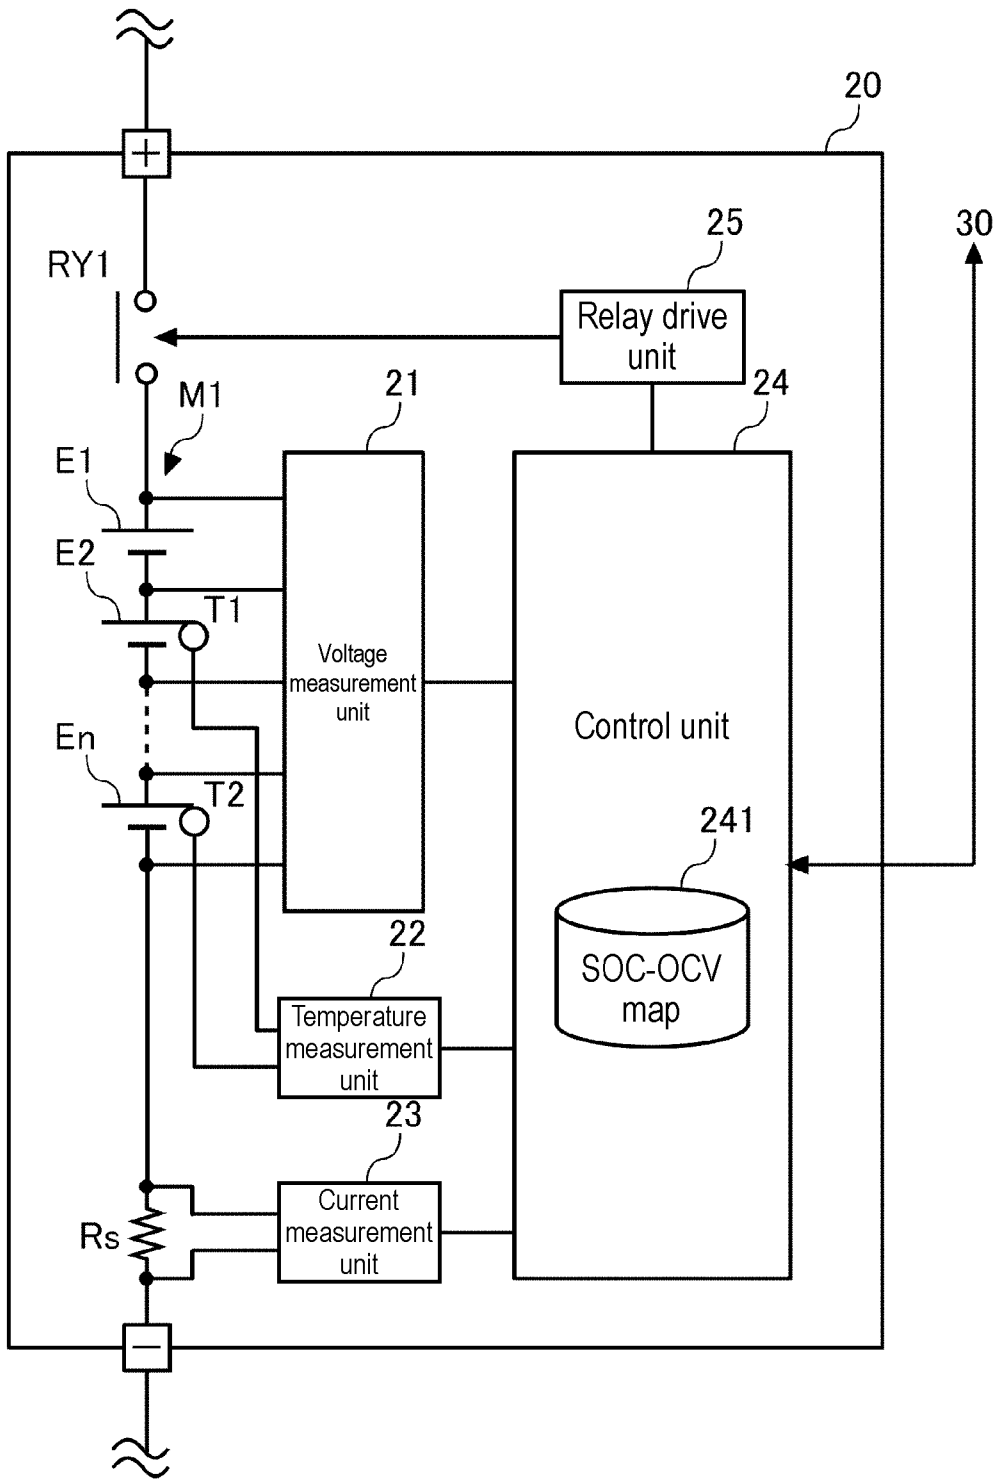 20
+
30
25
RY1
Relay drive
unit
M1
21
24
E1
E2
T1
Voltage
measurement
unit
Control unit
En
T2
241
22
SOC-OCV
map
Temperature
measurement
unit
23
Current
measurement
unit
Rs
−